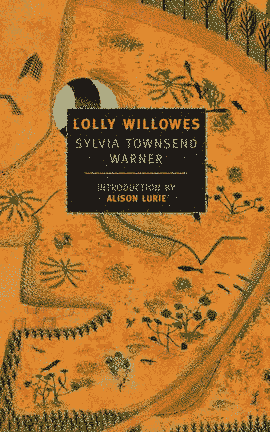 LOLLY WILLOWES
SYLVIA TOWNSEND
WARNER
INTRODUCTION BY
ALISON LURIE